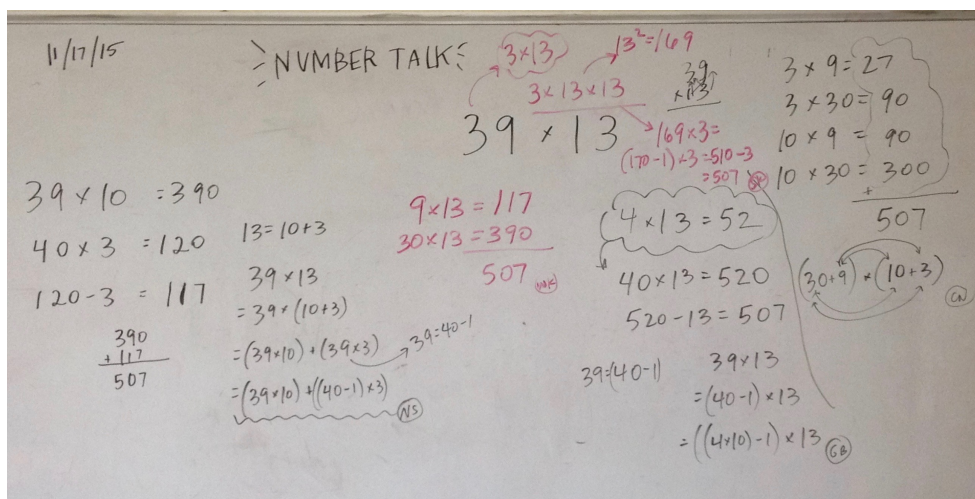 11/17/15
NUMBER TALK
3×13
13²=169
3×13×13
39
×13
39 × 13
169×3=
(170-1)×3=510-3
=507
3 × 9 = 27
3 × 30 = 90
10 × 9 = 90
10 × 30 = 300
+
507
(30+9) × (10+3)
CN
39 × 10 = 390
40 × 3 = 120
120-3 = 117
390
+117
507
13=10+3
39 × 13
=39×(10+3)
=(39×10)+(39×3)
39=40-1
=(39×10)+((40-1)×3)
NS
9×13=117
30×13=390
507
4×13=52
40×13=520
520-13=507
39=(40-1)
39×13
=(40-1)×13
=((4×10)-1)×13
GB